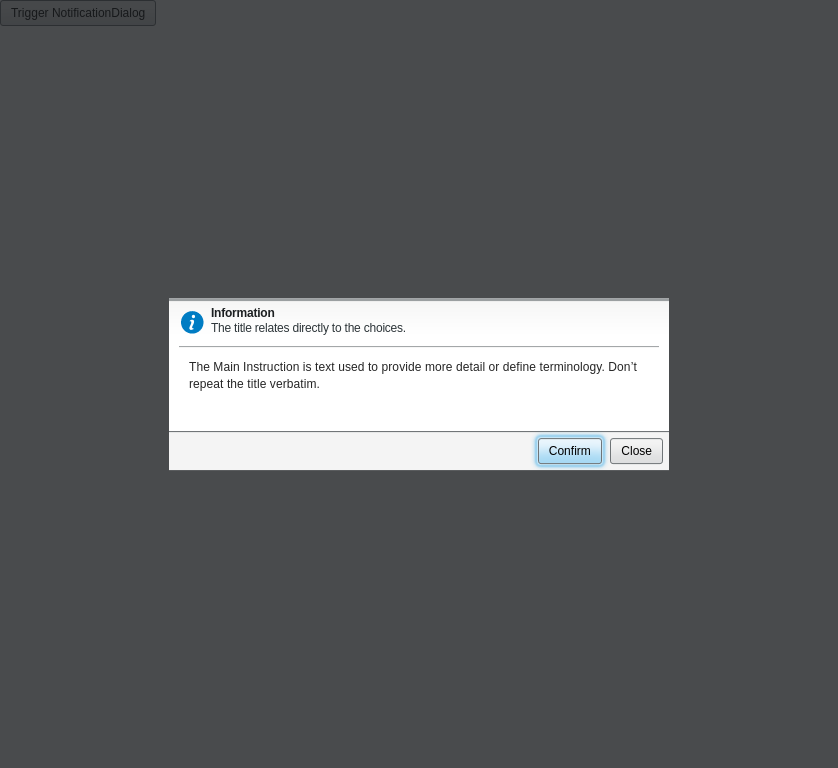 Trigger NotificationDialog
Information
The title relates directly to the choices.
The Main Instruction is text used to provide more detail or define terminology. Don’t
repeat the title verbatim.
Confirm
Close